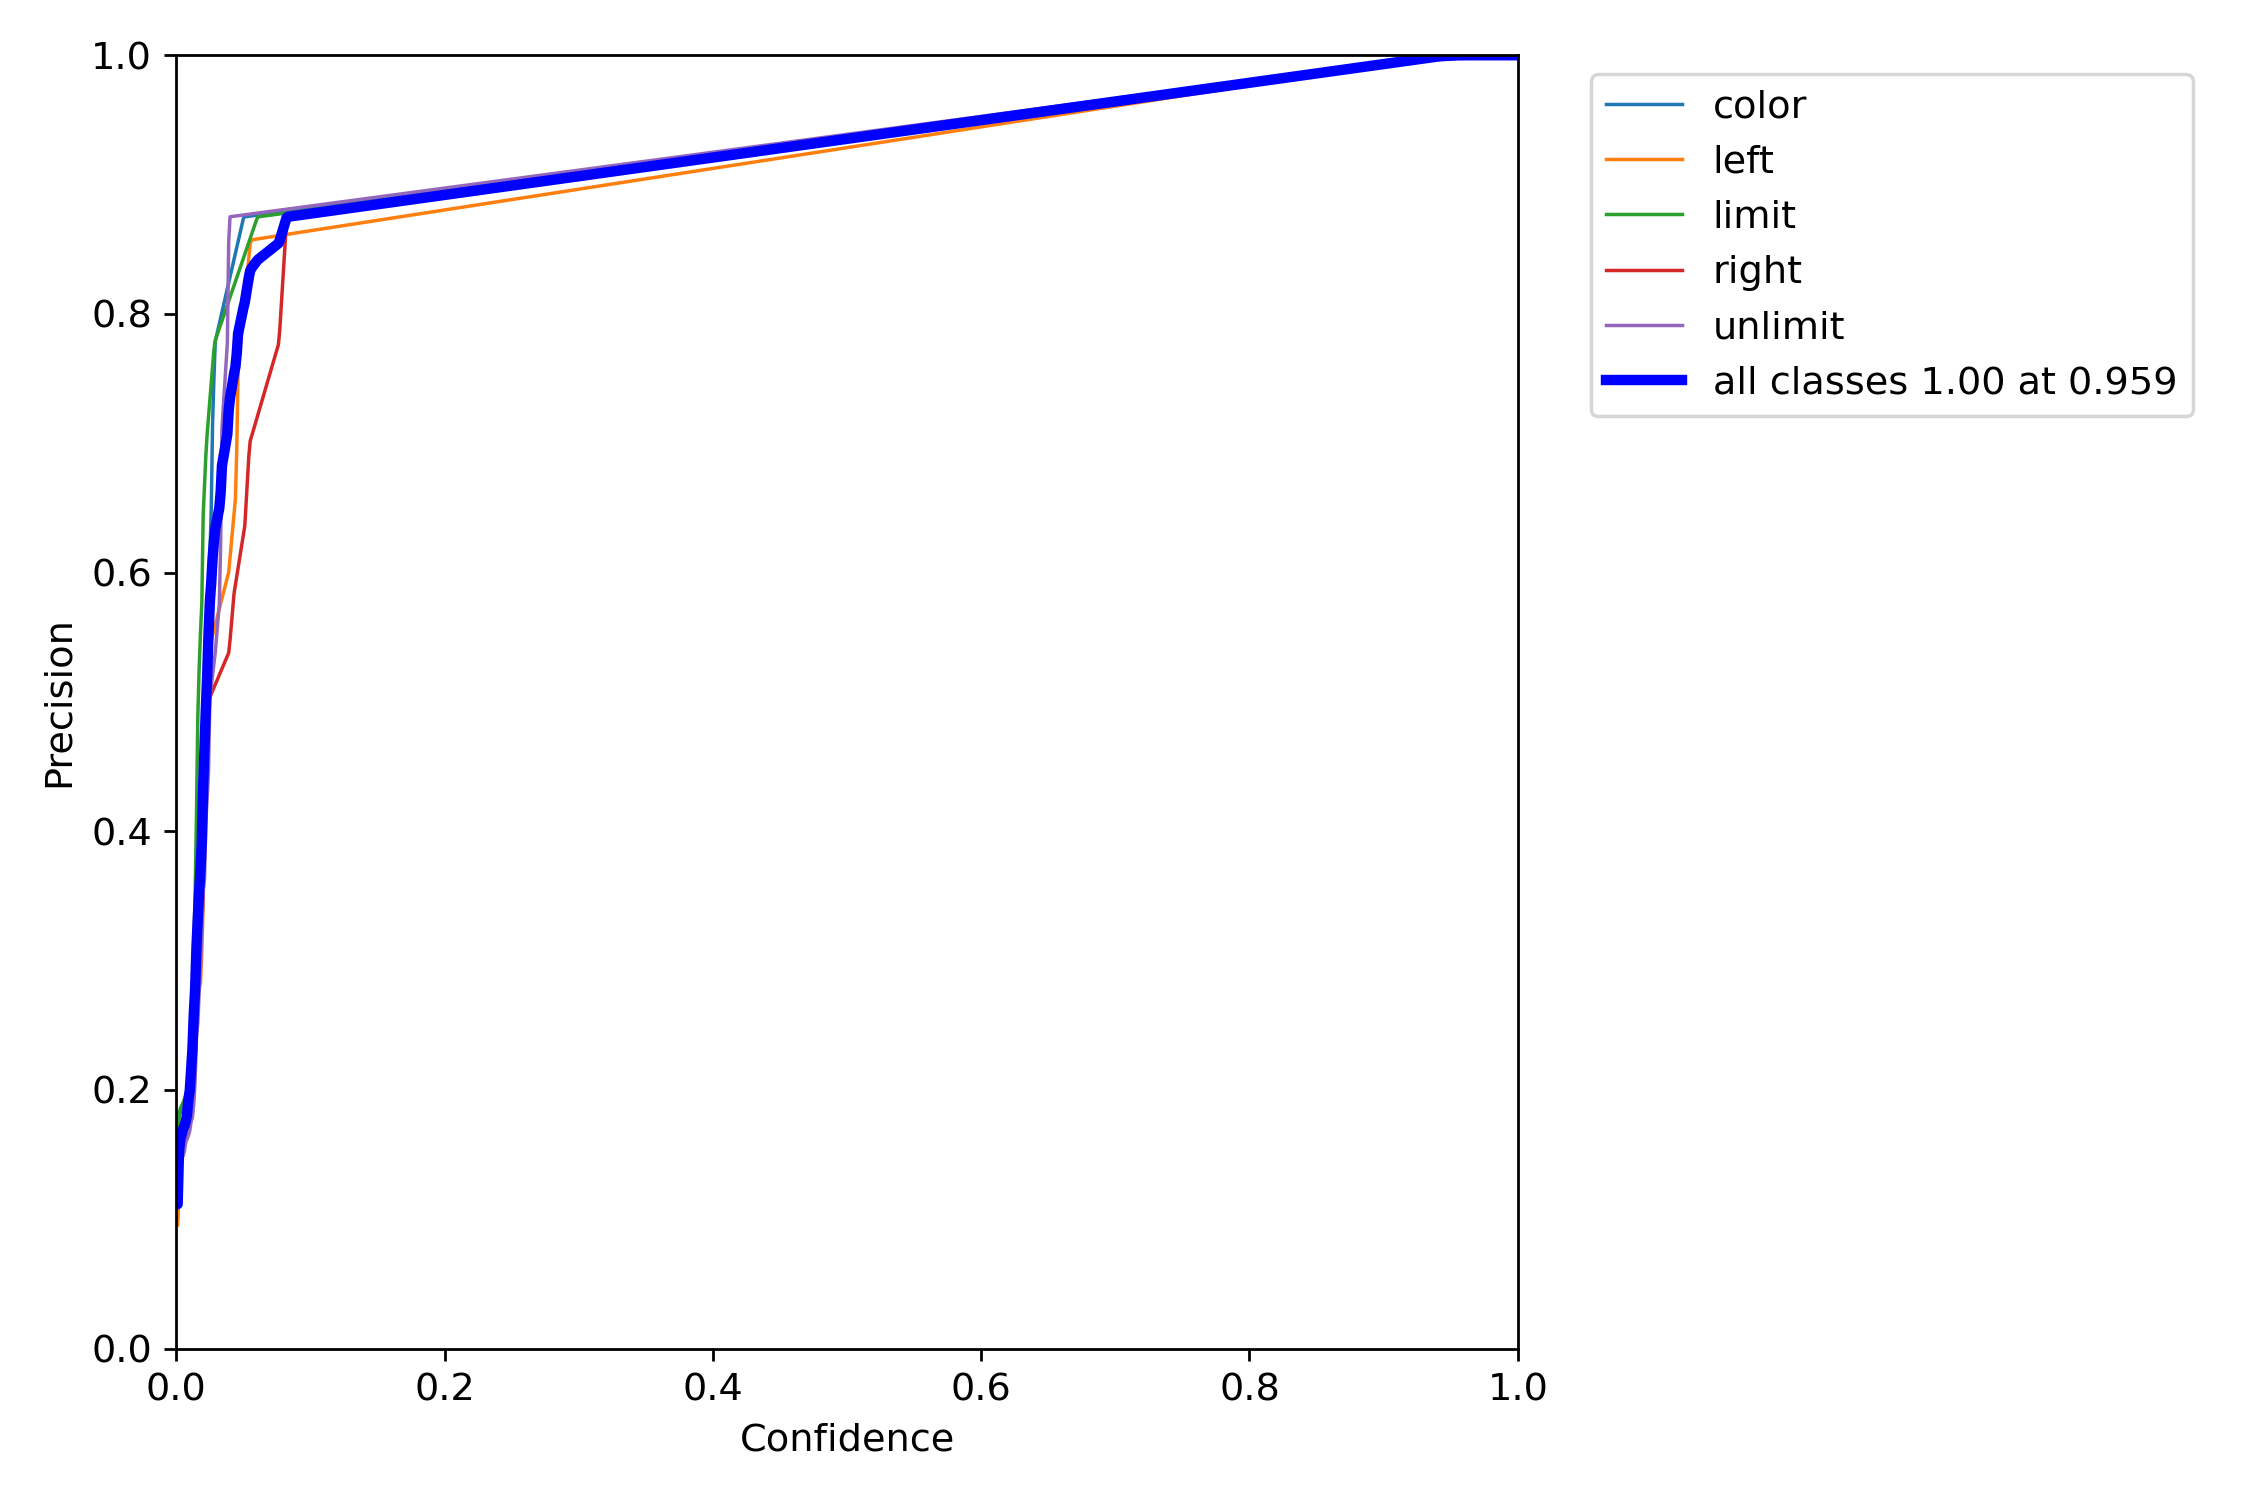 1.0
0.8
0.6
0.4
0.2
0.0
Precision
0.0 0.2 0.4 0.6 0.8 1.0
Confidence
color
left
limit
right
unlimit
all classes 1.00 at 0.959